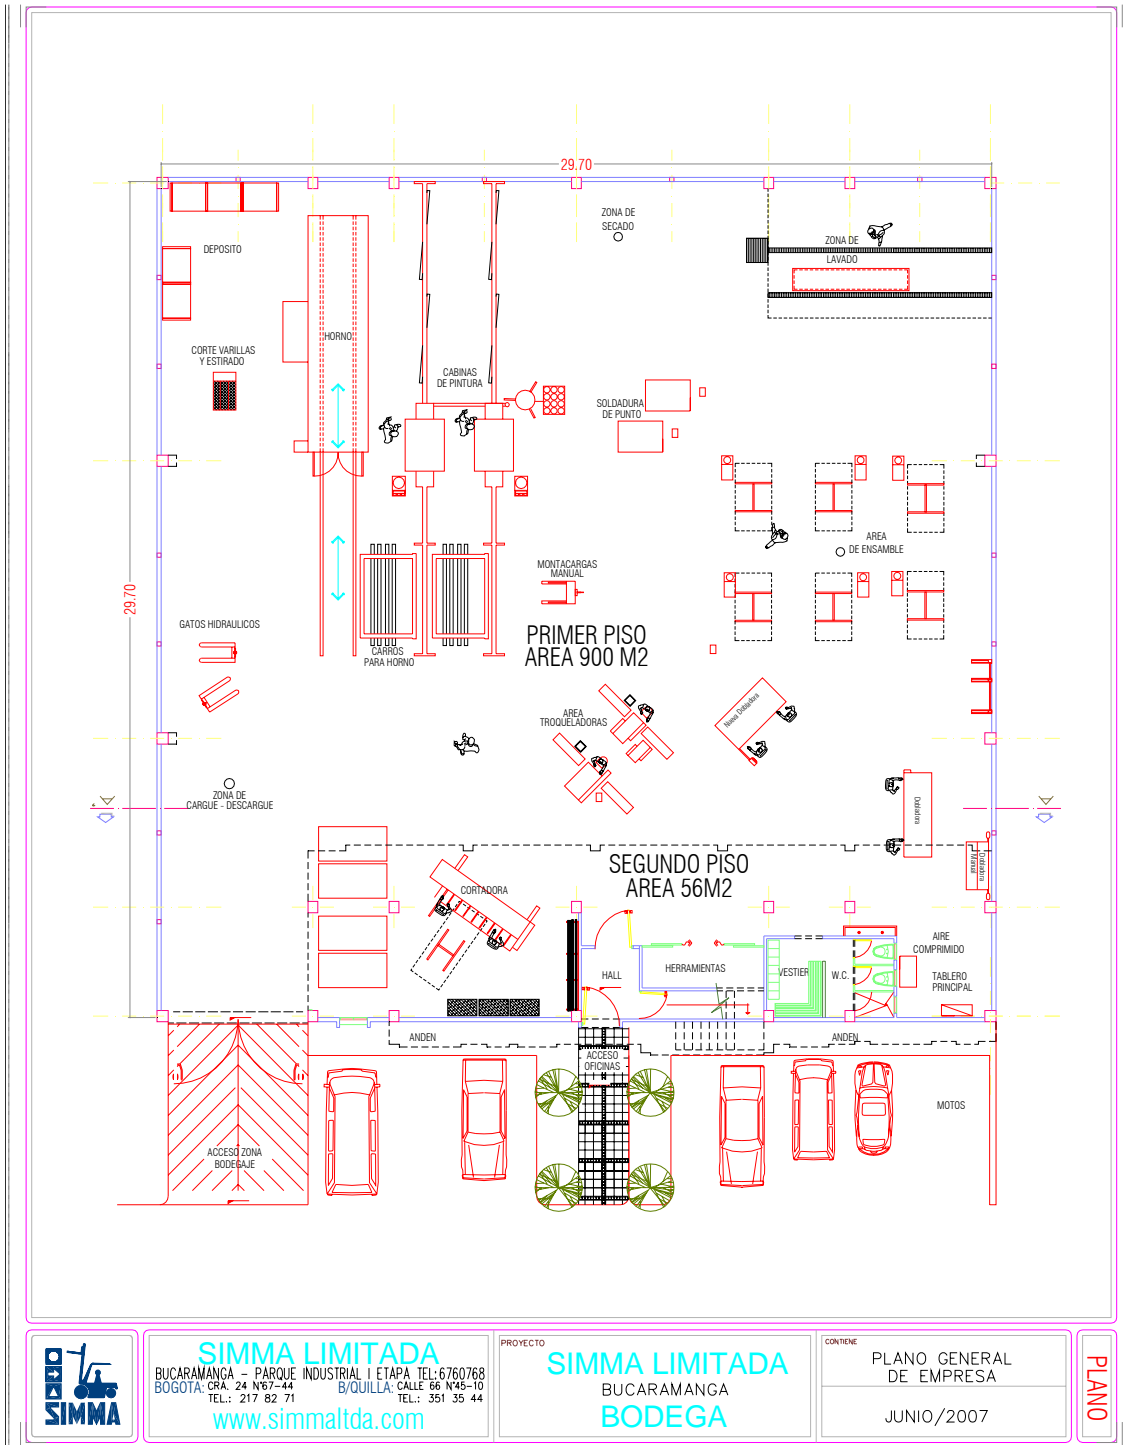 29.70
ZONA DE
SECADO
ZONA DE
LAVADO
DEPOSITO
HORNO
CORTE VARILLAS
Y ESTIRADO
CABINAS
DE PINTURA
SOLDADURA
DE PUNTO
AREA
DE ENSAMBLE
MONTACARGAS
MANUAL
29.70
GATOS HIDRAULICOS
PRIMER PISO
AREA 900 M2
CARROS
PARA HORNO
AREA
TROQUELADORAS
Nueva Dobladora
ZONA DE
CARGUE - DESCARGUE
Dobladora
Dobladora
Manual
SEGUNDO PISO
AREA 56M2
CORTADORA
AIRE
COMPRIMIDO
HALL
HERRAMIENTAS
VESTIER
W.C.
TABLERO
PRINCIPAL
ANDEN
ANDEN
ACCESO
OFICINAS
MOTOS
ACCESO ZONA
BODEGAJE
SIMMA
SIMMA LIMITADA
BUCARAMANGA - PARQUE INDUSTRIAL I ETAPA TEL:6760768
BOGOTA: CRA. 24 N°67-44 B/QUILLA: CALLE 66 N°45-10
TEL.: 217 82 71 TEL.: 351 35 44
www.simmaltda.com
PROYECTO
SIMMA LIMITADA
BUCARAMANGA
BODEGA
CONTIENE
PLANO GENERAL
DE EMPRESA
JUNIO/2007
PLANO